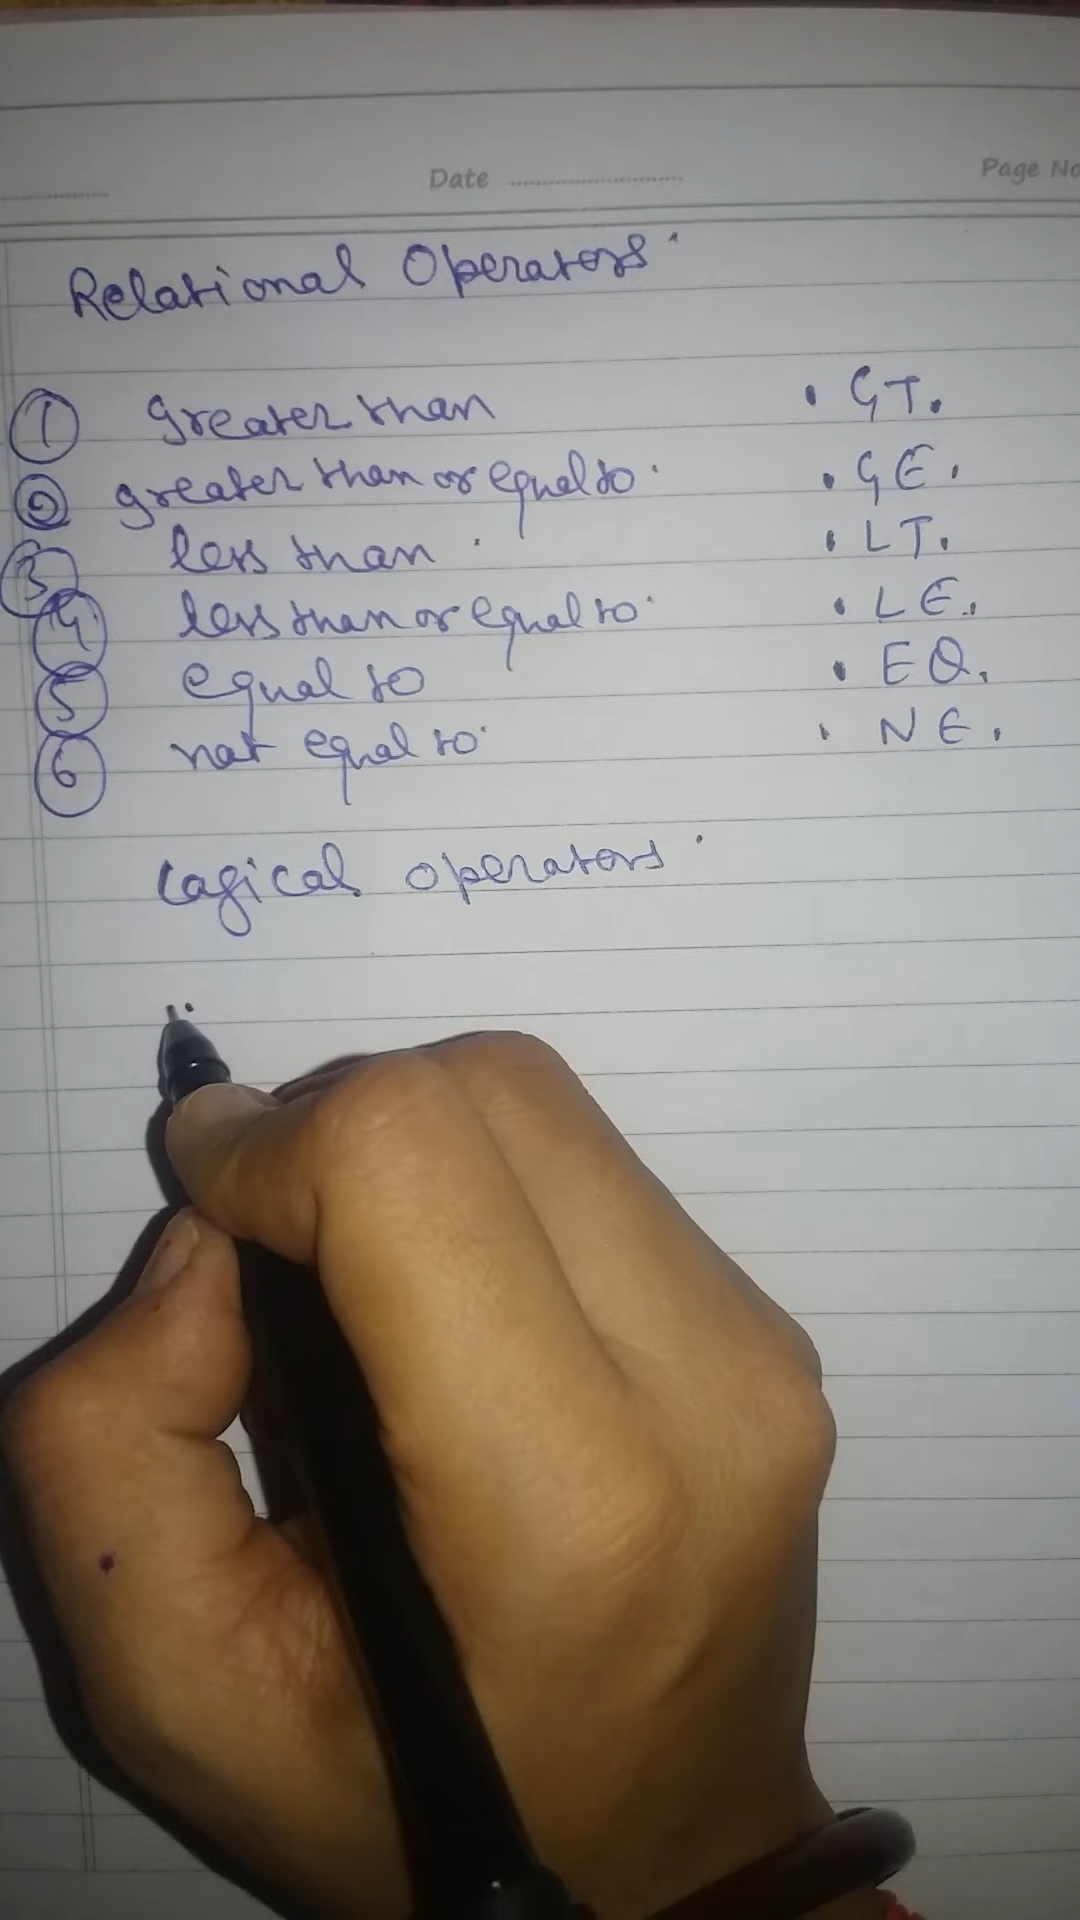 Date
Page No
Relational Operators
① greater than .GT.
② greater than or equal to .GE.
③ less than .LT.
④ less than or equal to .LE.
⑤ equal to .EQ.
⑥ not equal to .NE.
Logical operators